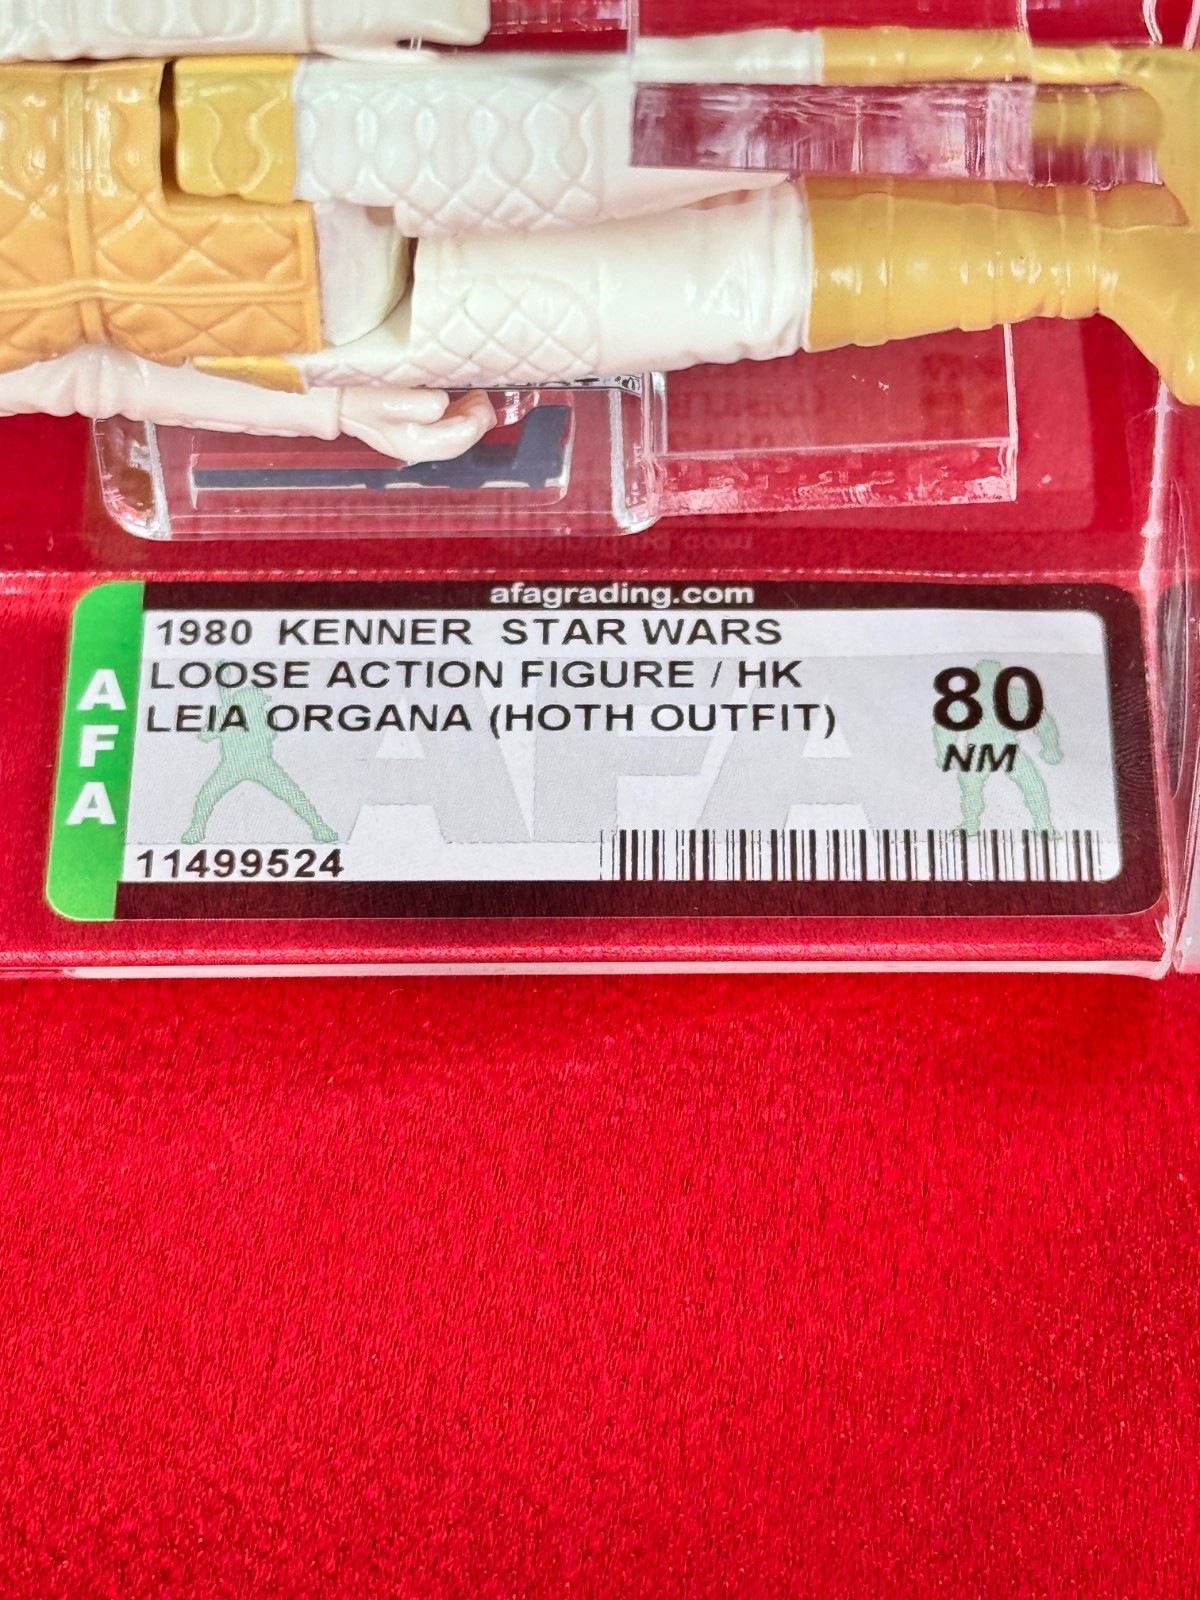 afagrading.com
1980 KENNER STAR WARS
LOOSE ACTION FIGURE / HK
LEIA ORGANA (HOTH OUTFIT)
80
NM
AFA
AFA
11499524